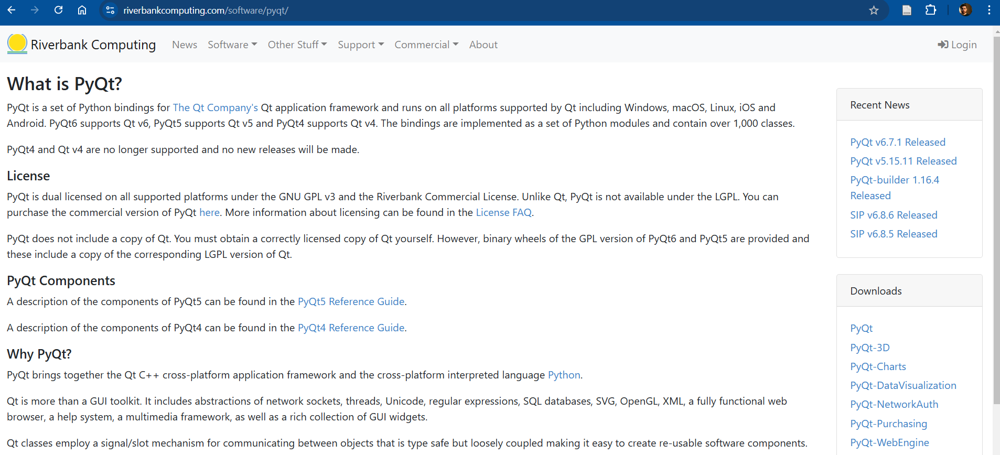 riverbankcomputing.com/software/pyqt/
Riverbank Computing News Software Other Stuff Support Commercial About Login
What is PyQt?
PyQt is a set of Python bindings for The Qt Company's Qt application framework and runs on all platforms supported by Qt including Windows, macOS, Linux, iOS and
Android. PyQt6 supports Qt v6, PyQt5 supports Qt v5 and PyQt4 supports Qt v4. The bindings are implemented as a set of Python modules and contain over 1,000 classes.
PyQt4 and Qt v4 are no longer supported and no new releases will be made.
License
PyQt is dual licensed on all supported platforms under the GNU GPL v3 and the Riverbank Commercial License. Unlike Qt, PyQt is not available under the LGPL. You can
purchase the commercial version of PyQt here. More information about licensing can be found in the License FAQ.
PyQt does not include a copy of Qt. You must obtain a correctly licensed copy of Qt yourself. However, binary wheels of the GPL version of PyQt6 and PyQt5 are provided and
these include a copy of the corresponding LGPL version of Qt.
PyQt Components
A description of the components of PyQt5 can be found in the PyQt5 Reference Guide.
A description of the components of PyQt4 can be found in the PyQt4 Reference Guide.
Why PyQt?
PyQt brings together the Qt C++ cross-platform application framework and the cross-platform interpreted language Python.
Qt is more than a GUI toolkit. It includes abstractions of network sockets, threads, Unicode, regular expressions, SQL databases, SVG, OpenGL, XML, a fully functional web
browser, a help system, a multimedia framework, as well as a rich collection of GUI widgets.
Qt classes employ a signal/slot mechanism for communicating between objects that is type safe but loosely coupled making it easy to create re-usable software components.
Recent News
PyQt v6.7.1 Released
PyQt v5.15.11 Released
PyQt-builder 1.16.4
Released
SIP v6.8.6 Released
SIP v6.8.5 Released
Downloads
PyQt
PyQt-3D
PyQt-Charts
PyQt-DataVisualization
PyQt-NetworkAuth
PyQt-Purchasing
PyQt-WebEngine